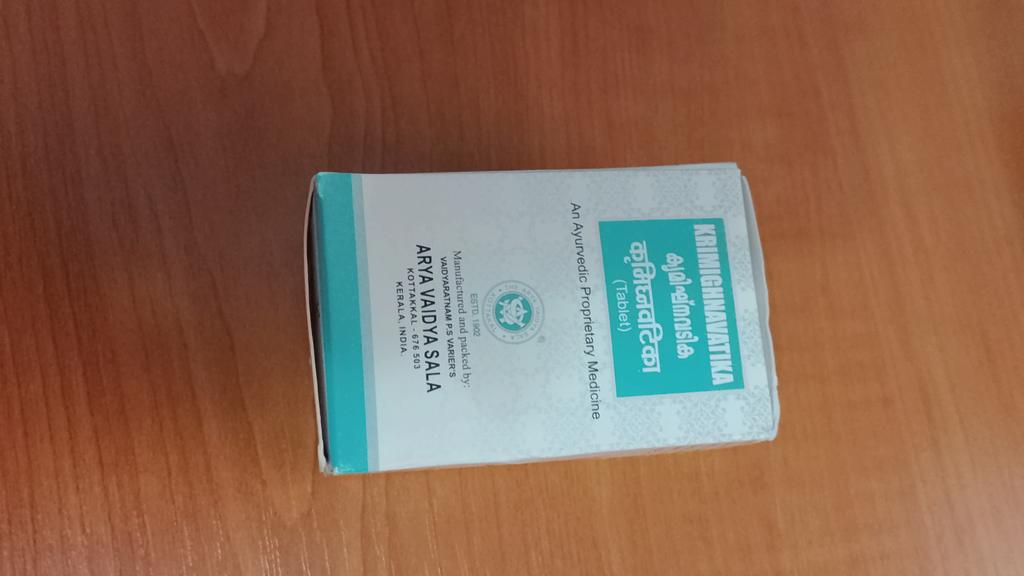 KRIMIGHNAVATIKA
കൃമിഘ്നവടിക
कृमिघ्नवटिका
(Tablet)
An Ayurvedic Proprietary Medicine
ESTD. 1902
Manufactured and packed by:
VAIDYARATNAM P.S.VARIER'S
ARYA VAIDYA SALA
KOTTAKKAL - 676 503
KERALA, INDIA.